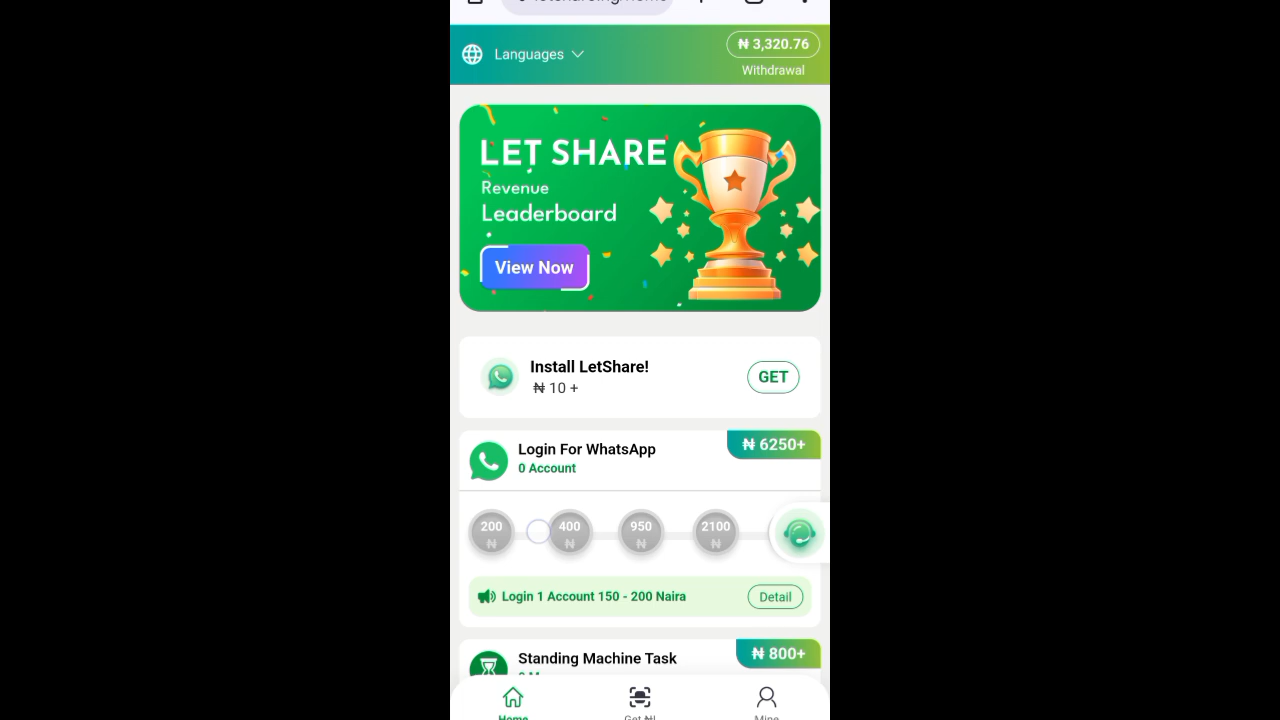 Languages
₦ 3,320.76
Withdrawal
LET SHARE
Revenue
Leaderboard
View Now
Install LetShare!
₦ 10 +
GET
Login For WhatsApp
0 Account
₦ 6250+
200
₦
400
₦
950
₦
2100
₦
Login 1 Account 150 - 200 Naira
Detail
Standing Machine Task
₦ 800+
Home
Get ₦!
Mine